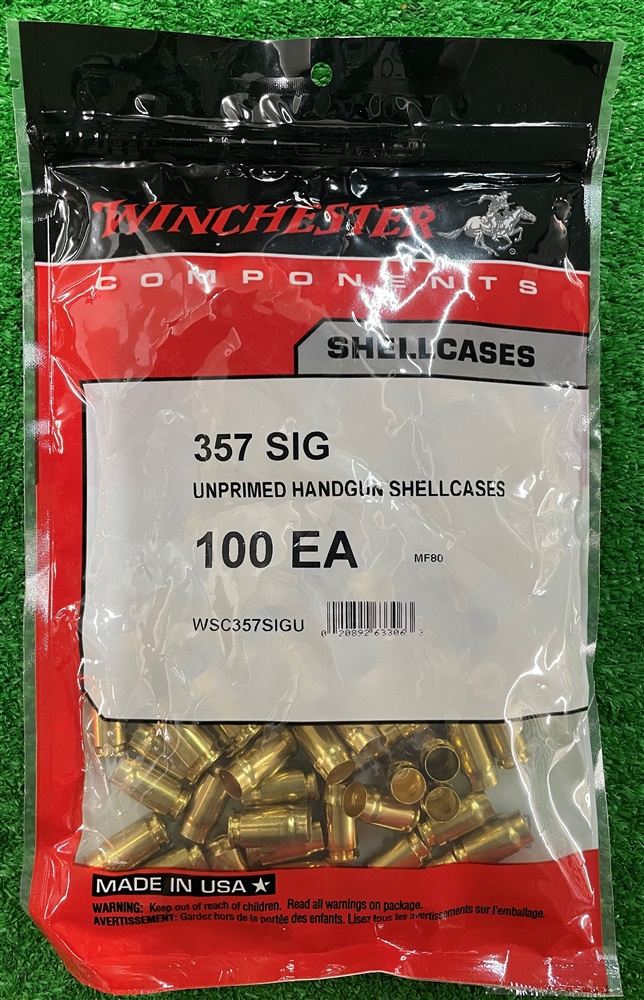 WINCHESTER
COMPONENTS
SHELLCASES
357 SIG
UNPRIMED HANDGUN SHELLCASES
100 EA MF80
WSC357SIGU
0 20892 63306 3
MADE IN USA ★
WARNING: Keep out of reach of children. Read all warnings on package.
AVERTISSEMENT: Gardez hors de la portée des enfants. Lisez tous les avertissements sur l'emballage.